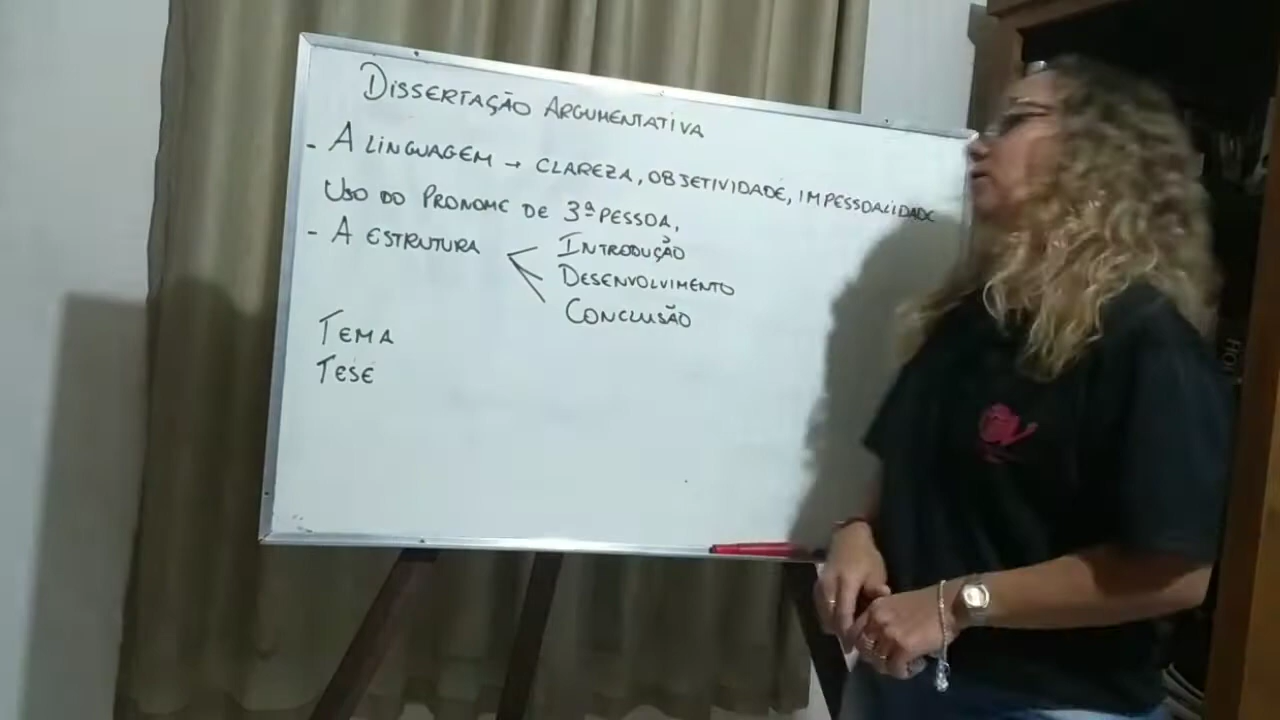 DISSERTAÇÃO ARGUMENTATIVA
- A LINGUAGEM → CLAREZA, OBJETIVIDADE, IMPESSOALIDADE
USO DO PRONOME DE 3ª PESSOA,
- A ESTRUTURA < INTRODUÇÃO
DESENVOLVIMENTO
CONCLUSÃO
TEMA
TESE